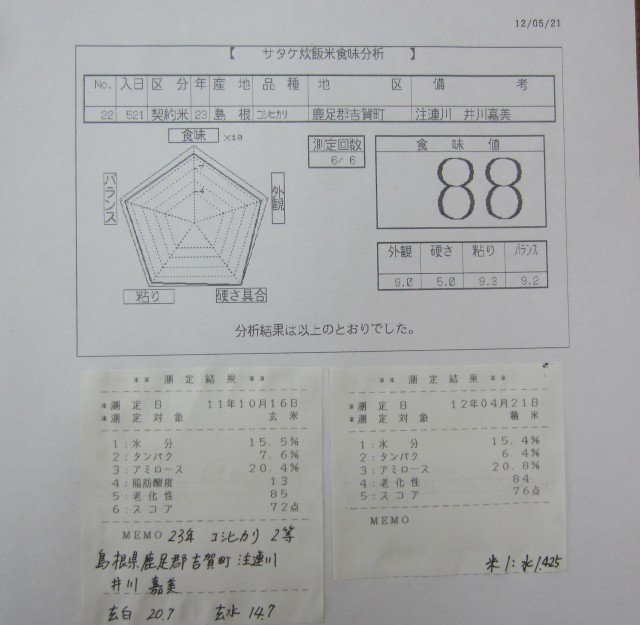 12/05/21
【 サタケ炊飯米食味分析 】
No. 入日 区分 年 産地 品種 地区 備考
22 521 契約米 23 島根 コシヒカリ 鹿足郡吉賀町 注連川 井川嘉美
食味 ×10
バランス
外観
粘り
硬さ具合
測定回数
6/ 6
食味値
88
外観 硬さ 粘り バランス
9.0 5.0 9.3 9.2
分析結果は以上のとおりでした。
** 測定結果 **
*測定日 11年10月16日
*測定対象 玄米
1:水分 15.5%
2:タンパク 7.6%
3:アミロース 20.4%
4:脂肪酸度 13
5:老化性 85
6:スコア 72点
MEMO 23年 コシヒカリ 2等
島根県鹿足郡吉賀町注連川
井川 嘉美
玄白 20.7 玄水 14.7
** 測定結果 **
*測定日 12年04月21日
*測定対象 精米
1:水分 15.4%
2:タンパク 6.4%
3:アミロース 20.8%
4:老化性 84
5:スコア 76点
MEMO
米1:水1.425